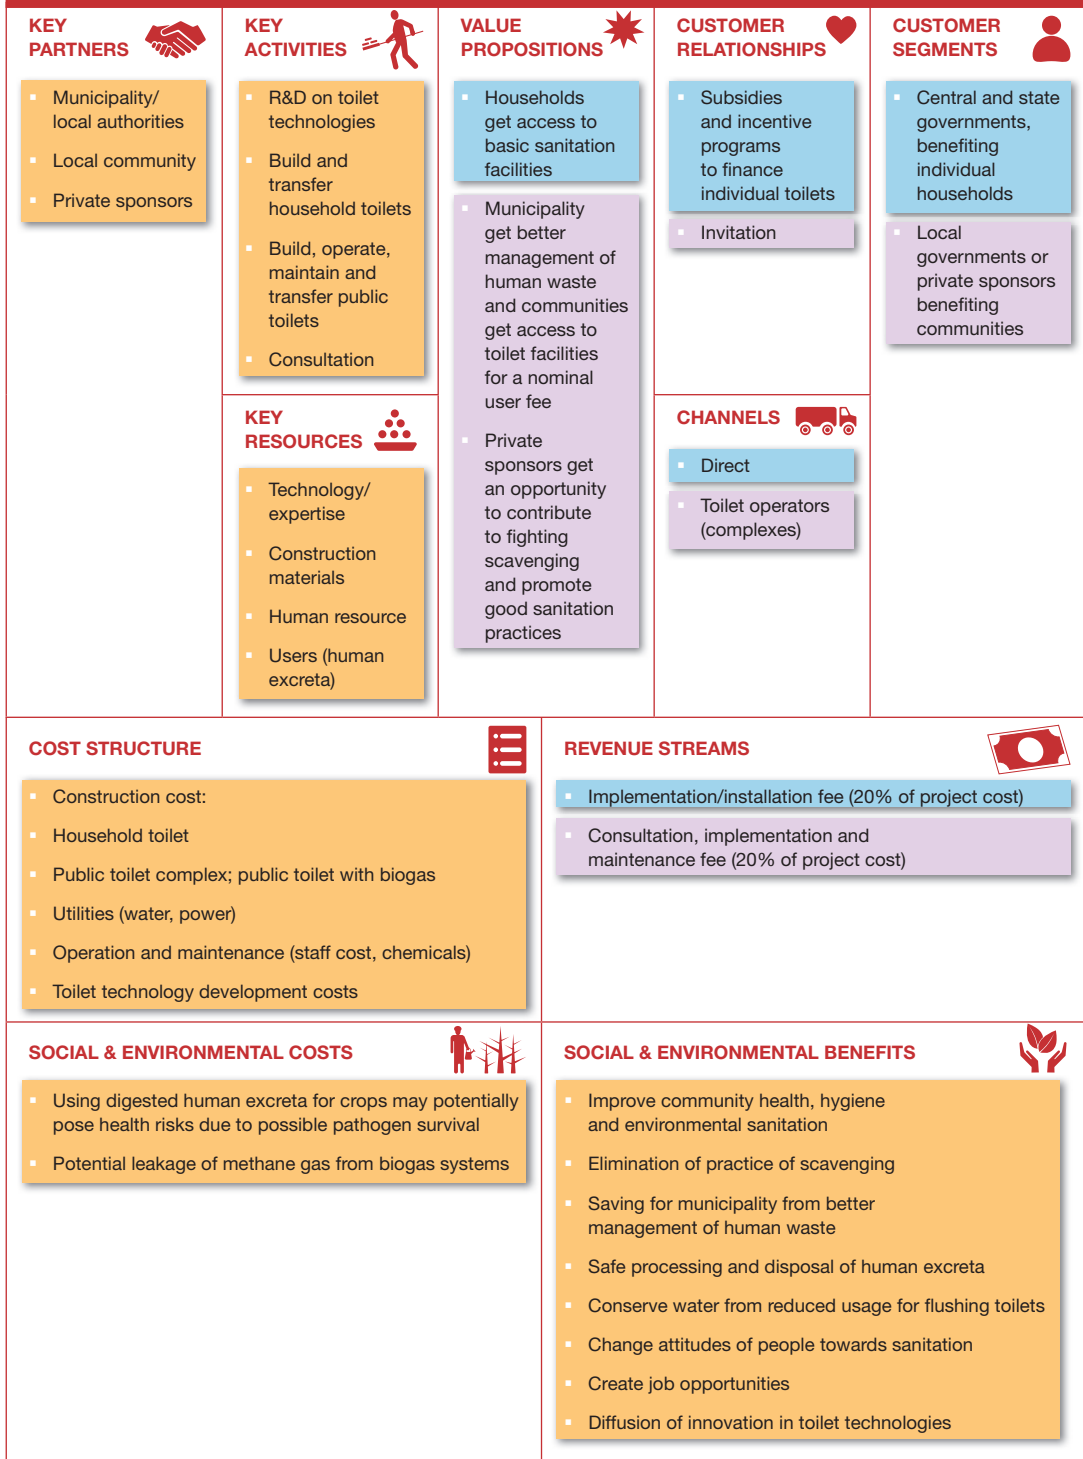 KEY
PARTNERS
Municipality/
local authorities
Local community
Private sponsors
KEY
ACTIVITIES
R&D on toilet
technologies
Build and
transfer
household toilets
Build, operate,
maintain and
transfer public
toilets
Consultation
KEY
RESOURCES
Technology/
expertise
Construction
materials
Human resource
Users (human
excreta)
VALUE
PROPOSITIONS
Households
get access to
basic sanitation
facilities
Municipality
get better
management of
human waste
and communities
get access to
toilet facilities
for a nominal
user fee
Private
sponsors get
an opportunity
to contribute
to fighting
scavenging
and promote
good sanitation
practices
CUSTOMER
RELATIONSHIPS
Subsidies
and incentive
programs
to finance
individual toilets
Invitation
CHANNELS
Direct
Toilet operators
(complexes)
CUSTOMER
SEGMENTS
Central and state
governments,
benefiting
individual
households
Local
governments or
private sponsors
benefiting
communities
COST STRUCTURE
Construction cost:
Household toilet
Public toilet complex; public toilet with biogas
Utilities (water, power)
Operation and maintenance (staff cost, chemicals)
Toilet technology development costs
REVENUE STREAMS
Implementation/installation fee (20% of project cost)
Consultation, implementation and
maintenance fee (20% of project cost)
SOCIAL & ENVIRONMENTAL COSTS
Using digested human excreta for crops may potentially
pose health risks due to possible pathogen survival
Potential leakage of methane gas from biogas systems
SOCIAL & ENVIRONMENTAL BENEFITS
Improve community health, hygiene
and environmental sanitation
Elimination of practice of scavenging
Saving for municipality from better
management of human waste
Safe processing and disposal of human excreta
Conserve water from reduced usage for flushing toilets
Change attitudes of people towards sanitation
Create job opportunities
Diffusion of innovation in toilet technologies